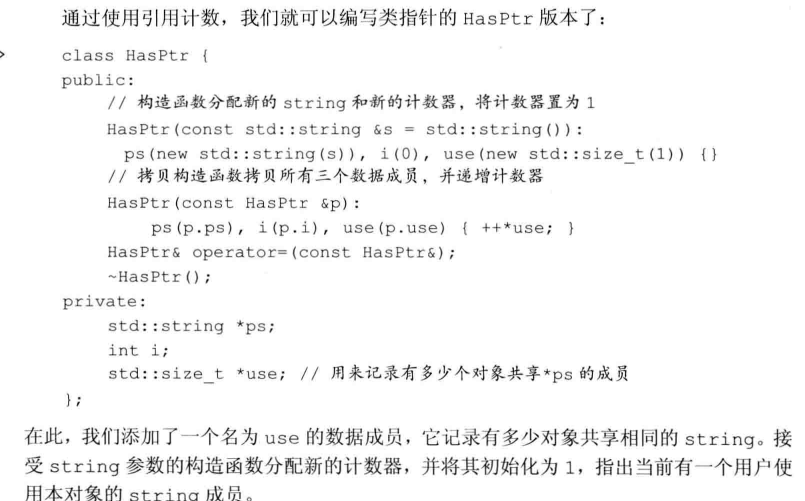 通过使用引用计数，我们就可以编写类指针的 HasPtr 版本了：
class HasPtr {
public:
// 构造函数分配新的 string 和新的计数器，将计数器置为 1
HasPtr(const std::string &s = std::string()):
ps(new std::string(s)), i(0), use(new std::size_t(1)) {}
// 拷贝构造函数拷贝所有三个数据成员，并递增计数器
HasPtr(const HasPtr &p):
ps(p.ps), i(p.i), use(p.use) { ++*use; }
HasPtr& operator=(const HasPtr&);
~HasPtr();
private:
std::string *ps;
int i;
std::size_t *use; // 用来记录有多少个对象共享*ps 的成员
};
在此，我们添加了一个名为 use 的数据成员，它记录有多少对象共享相同的 string。接
受 string 参数的构造函数分配新的计数器，并将其初始化为 1，指出当前有一个用户使
用本对象的 string 成员。